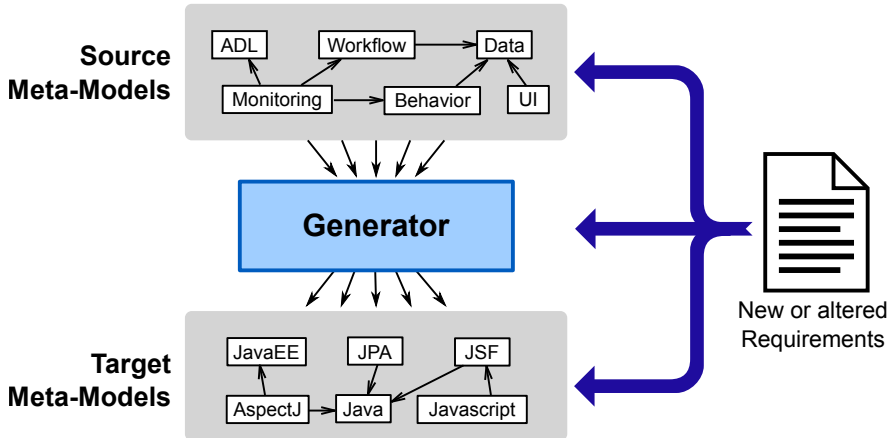 Source
Meta-Models
ADL
Workflow
Data
Monitoring
Behavior
UI
Generator
New or altered
Requirements
Target
Meta-Models
JavaEE
JPA
JSF
AspectJ
Java
Javascript